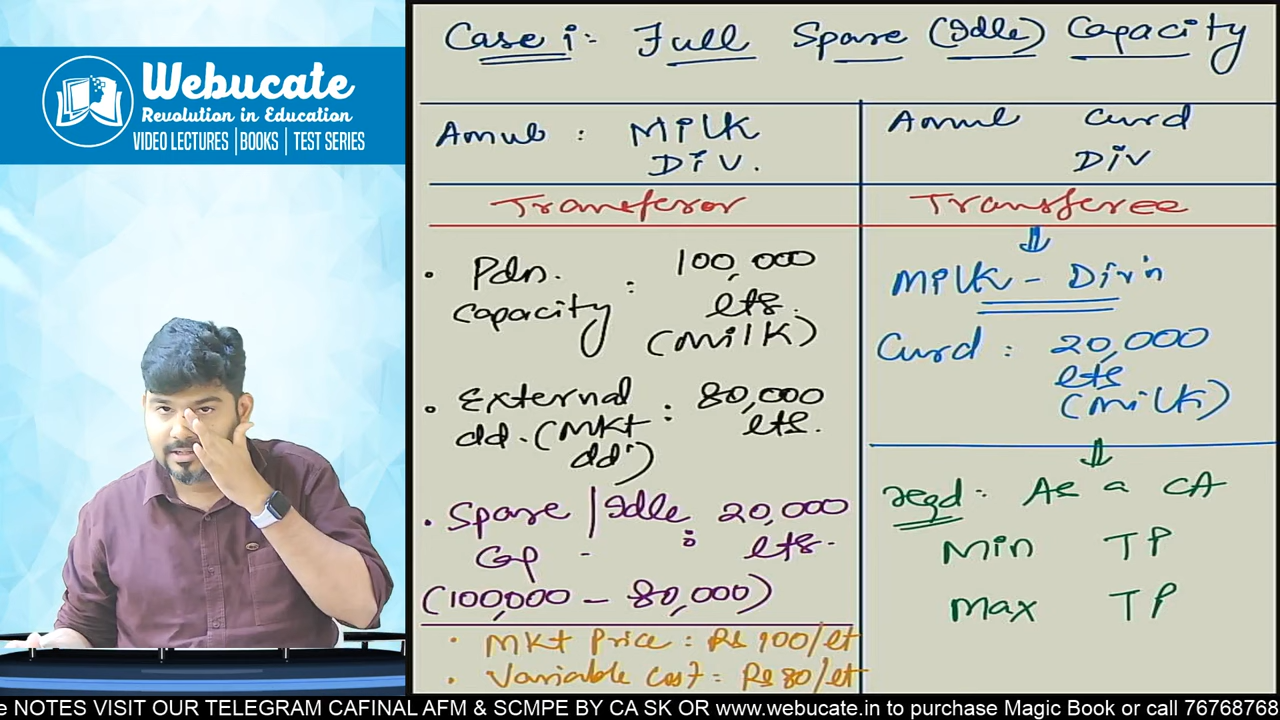 Webucate
Revolution in Education
VIDEO LECTURES | BOOKS | TEST SERIES
Case i:- Full Spare (Idle) Capacity
Amul : Milk
Div.
Amul Curd
Div
Transferor
Transferee
• Pdn. : 100,000
capacity lts.
(Milk)
• External : 80,000
dd. (Mkt lts.
dd')
• Spare / Idle : 20,000
Cap - lts.
(100,000 - 80,000)
• Mkt Price : Rs 100/lt
• Variable cost : Rs 80/lt
Milk - Div'n
Curd : 20,000
lts
(Milk)
reqd : As a CA
Min TP
Max TP
e NOTES VISIT OUR TELEGRAM CAFINAL AFM & SCMPE BY CA SK OR www.webucate.in to purchase Magic Book or call 76768768